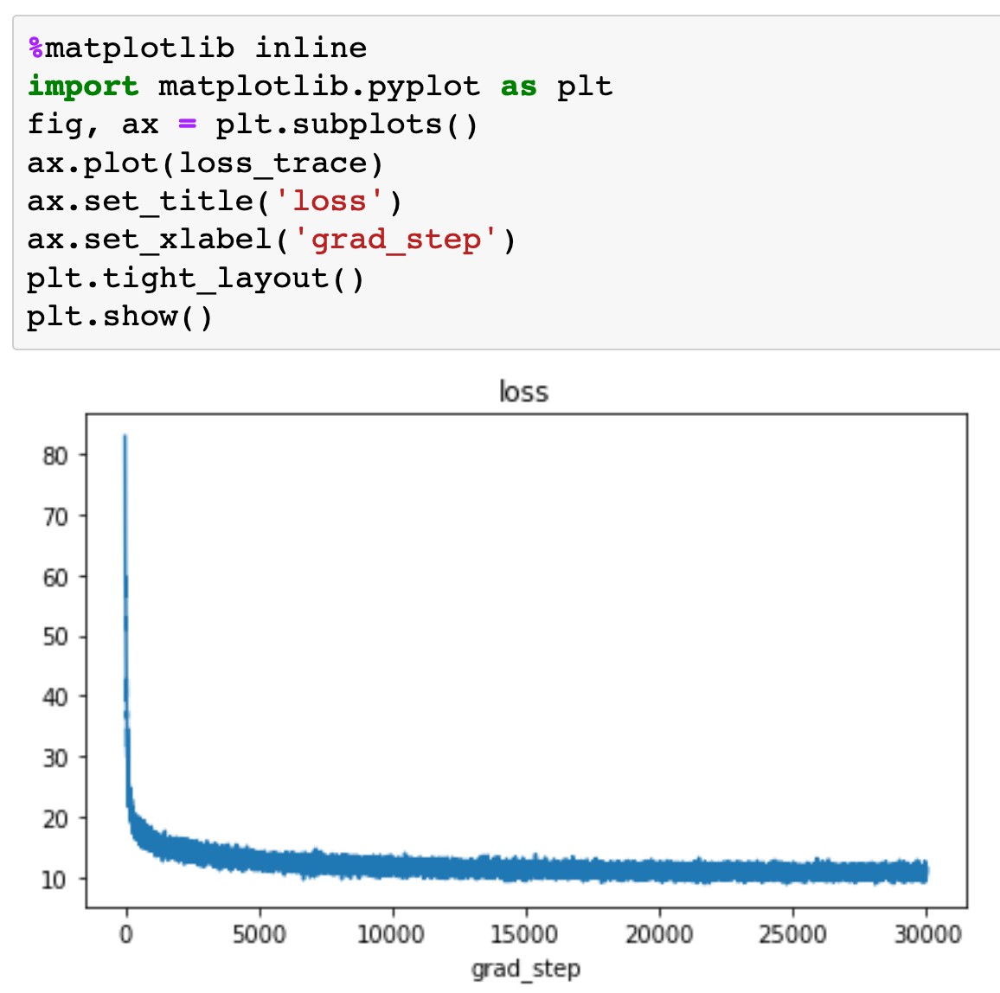 %matplotlib inline
import matplotlib.pyplot as plt
fig, ax = plt.subplots()
ax.plot(loss_trace)
ax.set_title('loss')
ax.set_xlabel('grad_step')
plt.tight_layout()
plt.show()
loss
80
70
60
50
40
30
20
10
0 5000 10000 15000 20000 25000 30000
grad_step